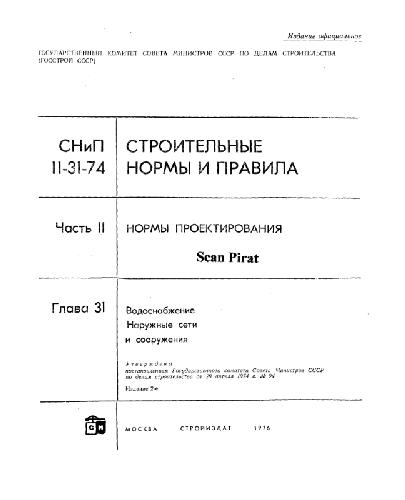 Издание официальное
ГОСУДАРСТВЕННЫЙ КОМИТЕТ СОВЕТА МИНИСТРОВ СССР ПО ДЕЛАМ СТРОИТЕЛЬСТВА
(ГОССТРОЙ СССР)
СНиП
II-31-74
СТРОИТЕЛЬНЫЕ
НОРМЫ И ПРАВИЛА
Часть II
НОРМЫ ПРОЕКТИРОВАНИЯ
Scan Pirat
Глава 31
Водоснабжение
Наружные сети
и сооружения
Утверждены
постановлением Государственного комитета Совета Министров СССР
по делам строительства от апреля 1974 г. №
Издание 2-е
МОСКВА СТРОЙИЗДАТ 1976